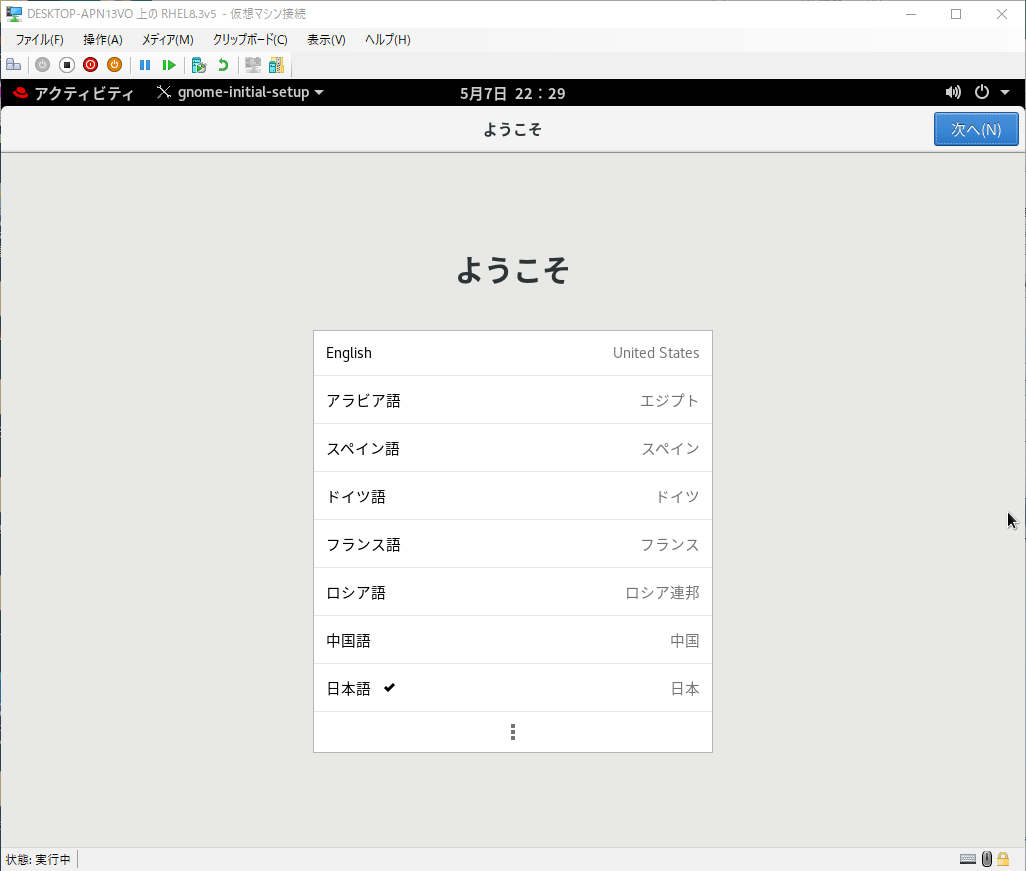 DESKTOP-APN13VO 上の RHEL8.3v5 - 仮想マシン接続
ファイル(F) 操作(A) メディア(M) クリップボード(C) 表示(V) ヘルプ(H)
アクティビティ gnome-initial-setup 5月7日 22：29
ようこそ 次へ(N)
ようこそ
English United States
アラビア語 エジプト
スペイン語 スペイン
ドイツ語 ドイツ
フランス語 フランス
ロシア語 ロシア連邦
中国語 中国
日本語 日本
状態: 実行中